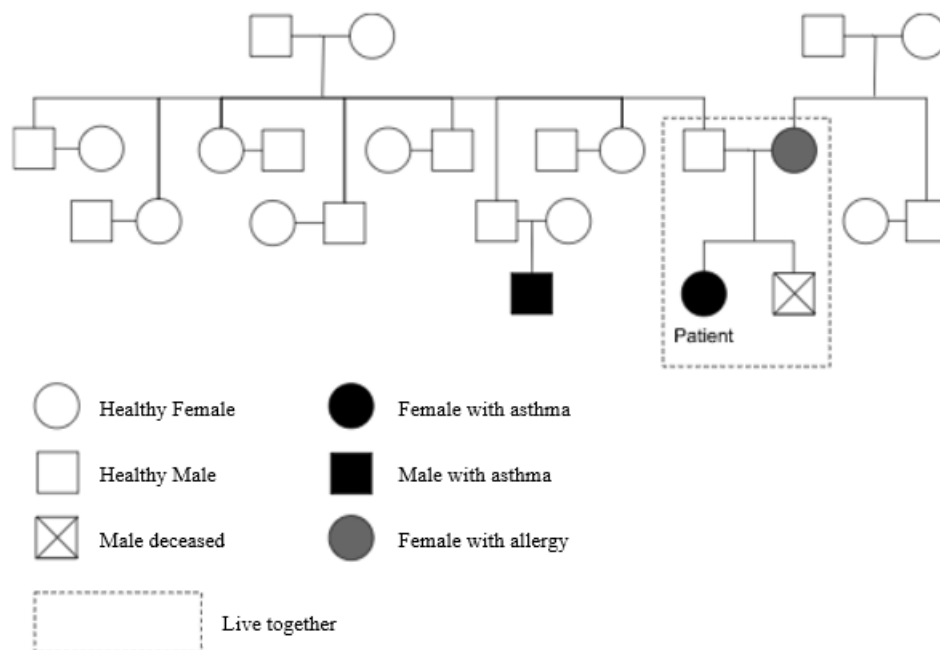 Patient
Healthy Female
Female with asthma
Healthy Male
Male with asthma
Male deceased
Female with allergy
Live together